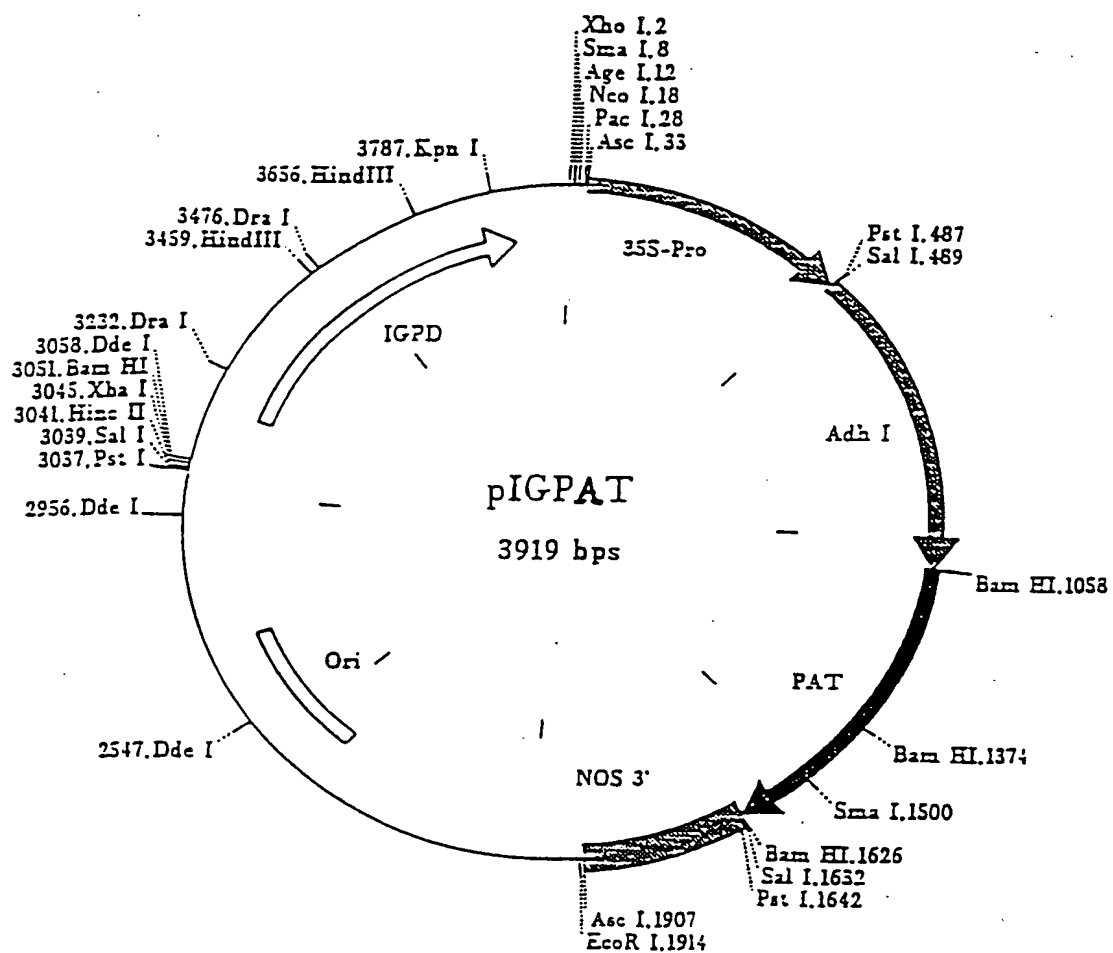 Xho I.2
Sma I.8
Age I.12
Nco I.18
Pac I.28
Asc I.33
3787.Kpn I
3656.HindIII
3476.Dra I
3459.HindIII
35S-Pro
Pst I.487
Sal I.489
3232.Dra I
3058.Dde I
3051.Bam HI
3045.Xba I
3041.Hinc II
3039.Sal I
3037.Pst I
2956.Dde I
IGPD
Adh I
pIGPAT
3919 bps
Bam HI.1058
Ori
PAT
2547.Dde I
Bam HI.1374
NOS 3'
Sma I.1500
Bam HI.1626
Sal I.1632
Pst I.1642
Asc I.1907
EcoR I.1914